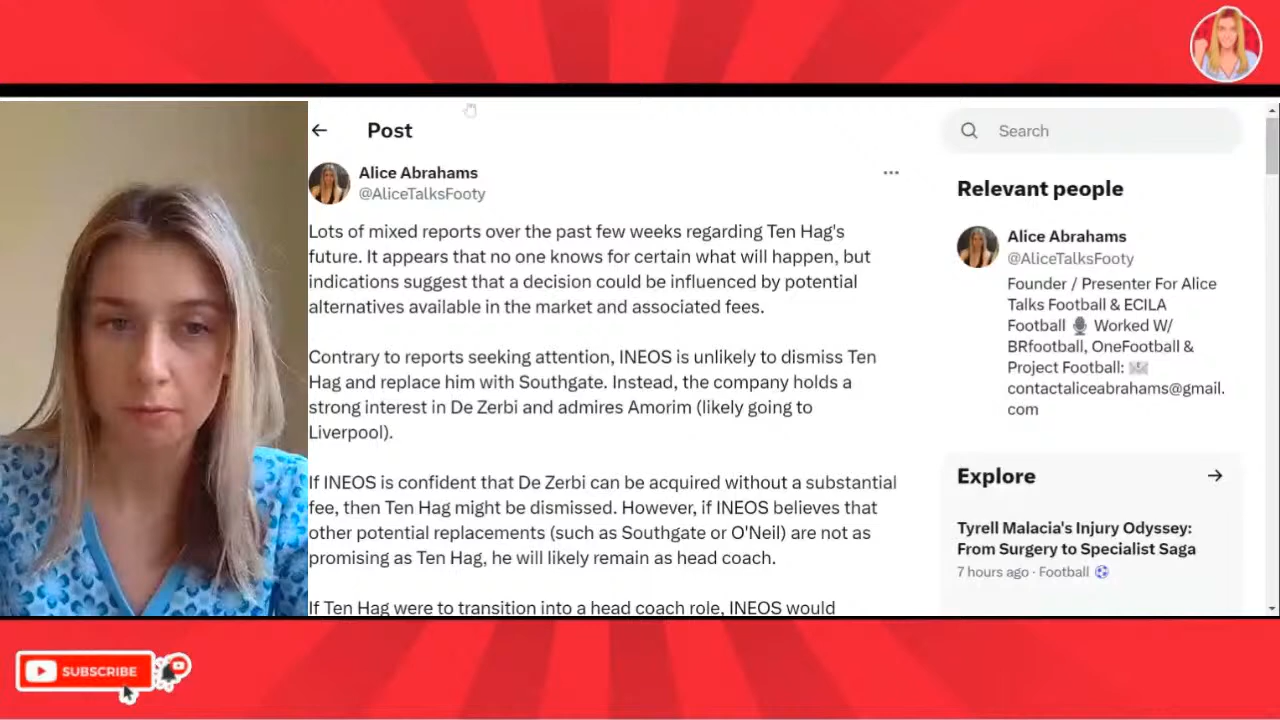 Post
Alice Abrahams
@AliceTalksFooty
Lots of mixed reports over the past few weeks regarding Ten Hag's
future. It appears that no one knows for certain what will happen, but
indications suggest that a decision could be influenced by potential
alternatives available in the market and associated fees.
Contrary to reports seeking attention, INEOS is unlikely to dismiss Ten
Hag and replace him with Southgate. Instead, the company holds a
strong interest in De Zerbi and admires Amorim (likely going to
Liverpool).
If INEOS is confident that De Zerbi can be acquired without a substantial
fee, then Ten Hag might be dismissed. However, if INEOS believes that
other potential replacements (such as Southgate or O'Neil) are not as
promising as Ten Hag, he will likely remain as head coach.
If Ten Hag were to transition into a head coach role, INEOS would
Search
Relevant people
Alice Abrahams
@AliceTalksFooty
Founder / Presenter For Alice
Talks Football & ECILA
Football 🎙️ Worked W/
BRfootball, OneFootball &
Project Football: 📨
contactaliceabrahams@gmail.
com
Explore
Tyrell Malacia's Injury Odyssey:
From Surgery to Specialist Saga
7 hours ago · Football ⚽
SUBSCRIBE